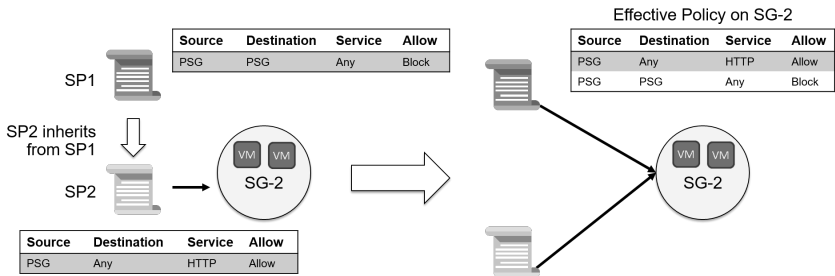 Effective Policy on SG-2
Source Destination Service Allow
PSG PSG Any Block
Source Destination Service Allow
PSG Any HTTP Allow
PSG PSG Any Block
SP1
SP2 inherits
from SP1
VM VM
SG-2
SP2
VM VM
SG-2
Source Destination Service Allow
PSG Any HTTP Allow